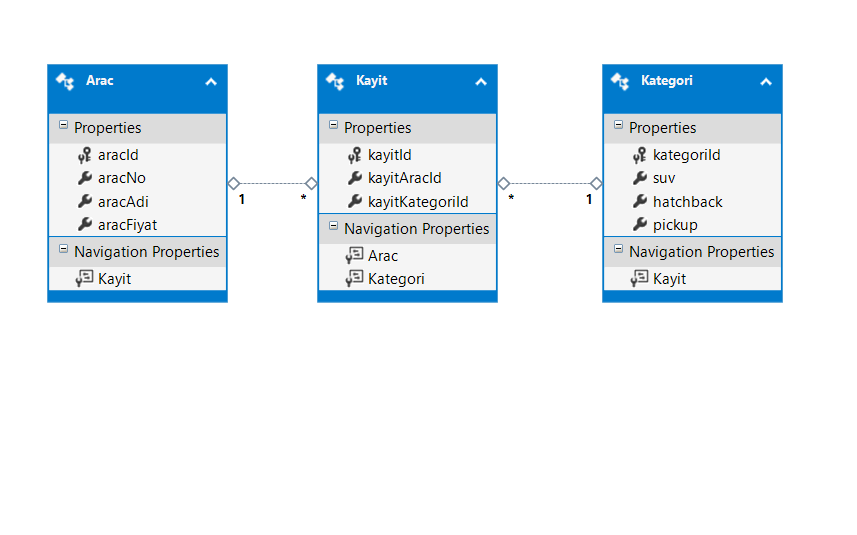 Arac
Properties
aracId
aracNo
aracAdi
aracFiyat
Navigation Properties
Kayit
1
*
Kayit
Properties
kayitId
kayitAracId
kayitKategoriId
Navigation Properties
Arac
Kategori
*
1
Kategori
Properties
kategoriId
suv
hatchback
pickup
Navigation Properties
Kayit